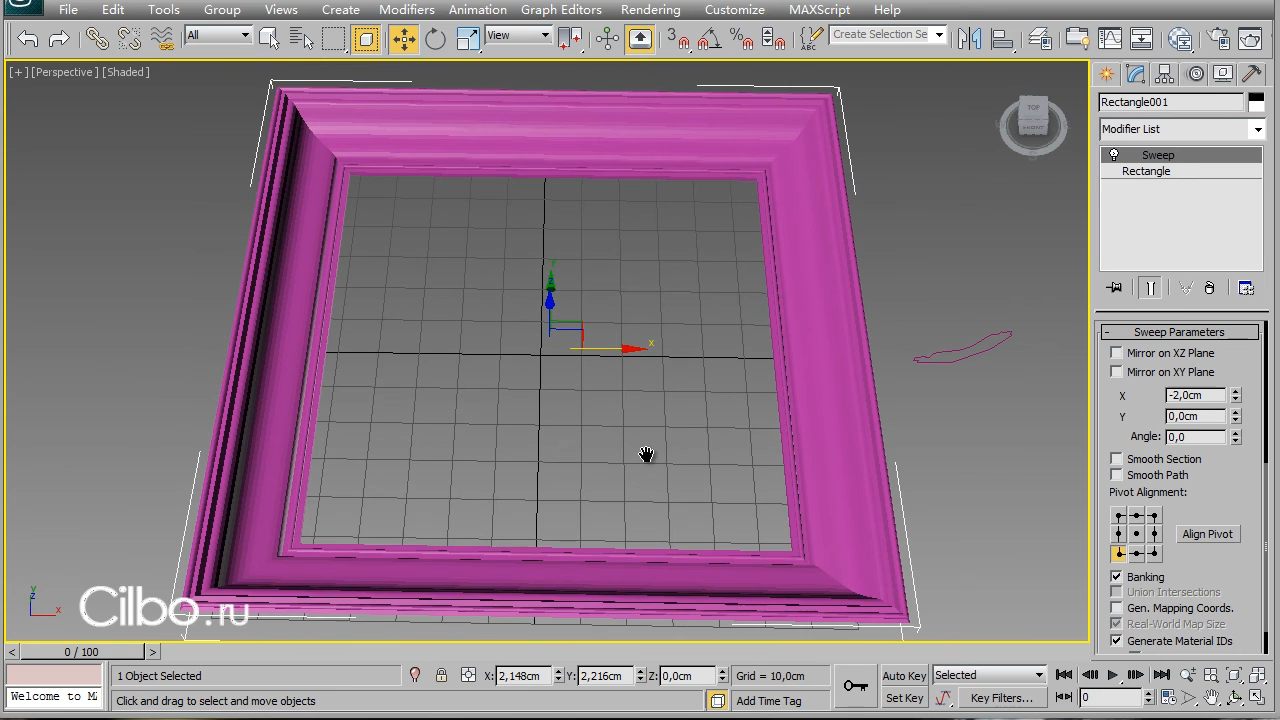 File Edit Tools Group Views Create Modifiers Animation Graph Editors Rendering Customize MAXScript Help
All View 3 Create Selection Se
[ + ] [Perspective ] [Shaded ]
Rectangle001
TOP
Modifier List
Sweep
Rectangle
Sweep Parameters
Mirror on XZ Plane
Mirror on XY Plane
X -2,0cm
Y 0,0cm
Angle: 0,0
Smooth Section
Smooth Path
Pivot Alignment:
Align Pivot
Banking
Union Intersections
Gen. Mapping Coords.
Real-World Map Size
Generate Material IDs
x
y
z
x
Cilbo.ru
< 0 / 100 >
1 Object Selected X: 2,148cm Y: 2,216cm Z: 0,0cm Grid = 10,0cm Auto Key Selected
Welcome to MA Click and drag to select and move objects Add Time Tag Set Key Key Filters... 0